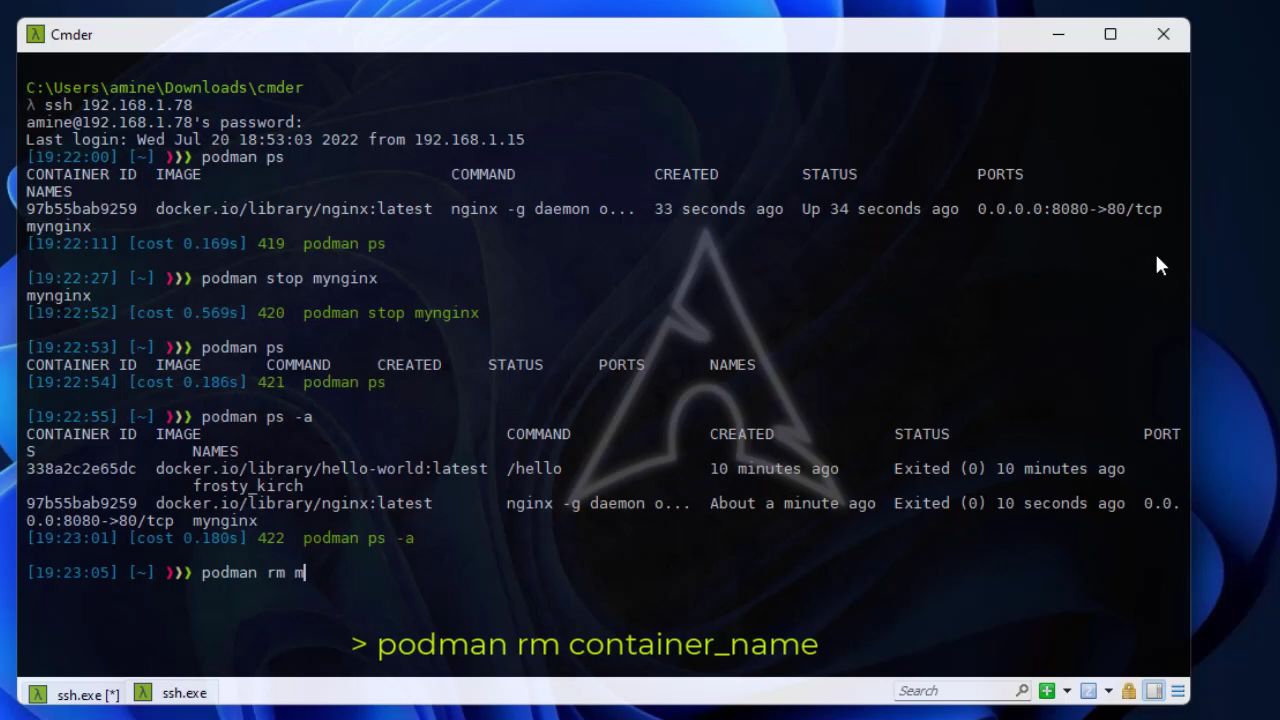 Cmder
C:\Users\amine\Downloads\cmder
λ ssh 192.168.1.78
amine@192.168.1.78's password:
Last login: Wed Jul 20 18:53:03 2022 from 192.168.1.15
[19:22:00] [~] ❯❯❯ podman ps
CONTAINER ID  IMAGE                           COMMAND               CREATED         STATUS             PORTS
NAMES
97b55bab9259  docker.io/library/nginx:latest  nginx -g daemon o...  33 seconds ago  Up 34 seconds ago  0.0.0.0:8080->80/tcp
mynginx
[19:22:11] [cost 0.169s] 419  podman ps
[19:22:27] [~] ❯❯❯ podman stop mynginx
mynginx
[19:22:52] [cost 0.569s] 420  podman stop mynginx
[19:22:53] [~] ❯❯❯ podman ps
CONTAINER ID  IMAGE       COMMAND     CREATED     STATUS      PORTS       NAMES
[19:22:54] [cost 0.186s] 421  podman ps
[19:22:55] [~] ❯❯❯ podman ps -a
CONTAINER ID  IMAGE                                 COMMAND               CREATED             STATUS                     PORT
S                 NAMES
338a2c2e65dc  docker.io/library/hello-world:latest  /hello                10 minutes ago      Exited (0) 10 minutes ago
frosty_kirch
97b55bab9259  docker.io/library/nginx:latest        nginx -g daemon o...  About a minute ago  Exited (0) 10 seconds ago  0.0.
0.0:8080->80/tcp  mynginx
[19:23:01] [cost 0.180s] 422  podman ps -a
[19:23:05] [~] ❯❯❯ podman rm m
> podman rm container_name
ssh.exe [*]  ssh.exe  Search